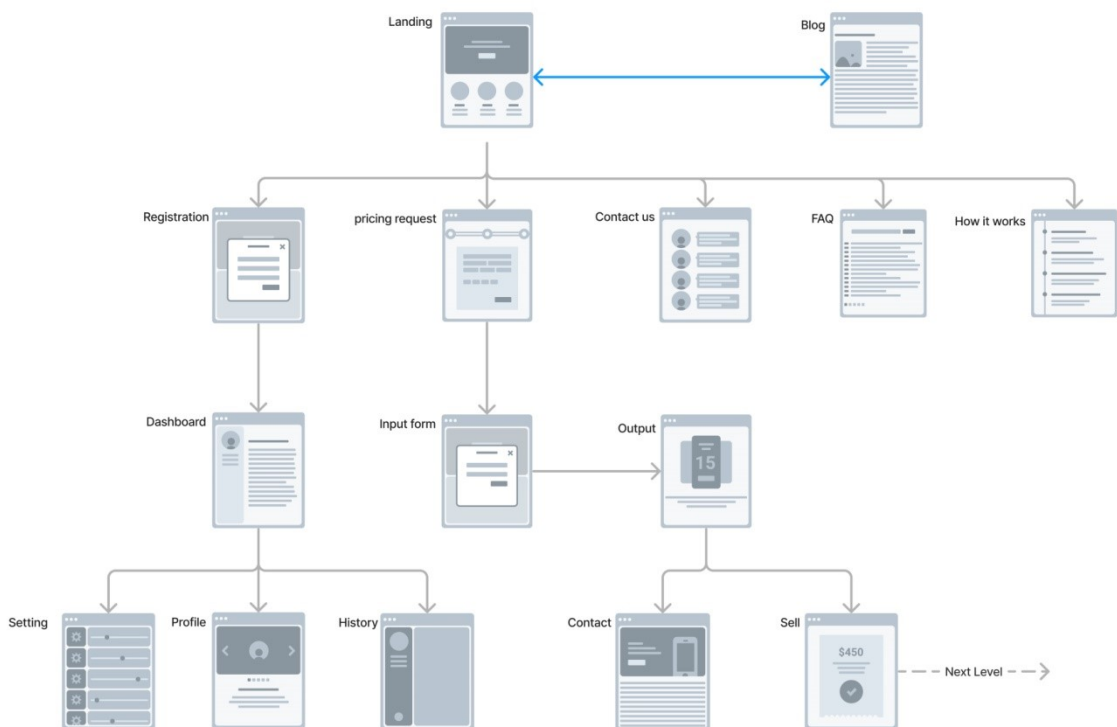 Landing
Blog
Registration
pricing request
Contact us
FAQ
How it works
Dashboard
Input form
Output
15
Setting
Profile
History
Contact
Sell
$450
Next Level